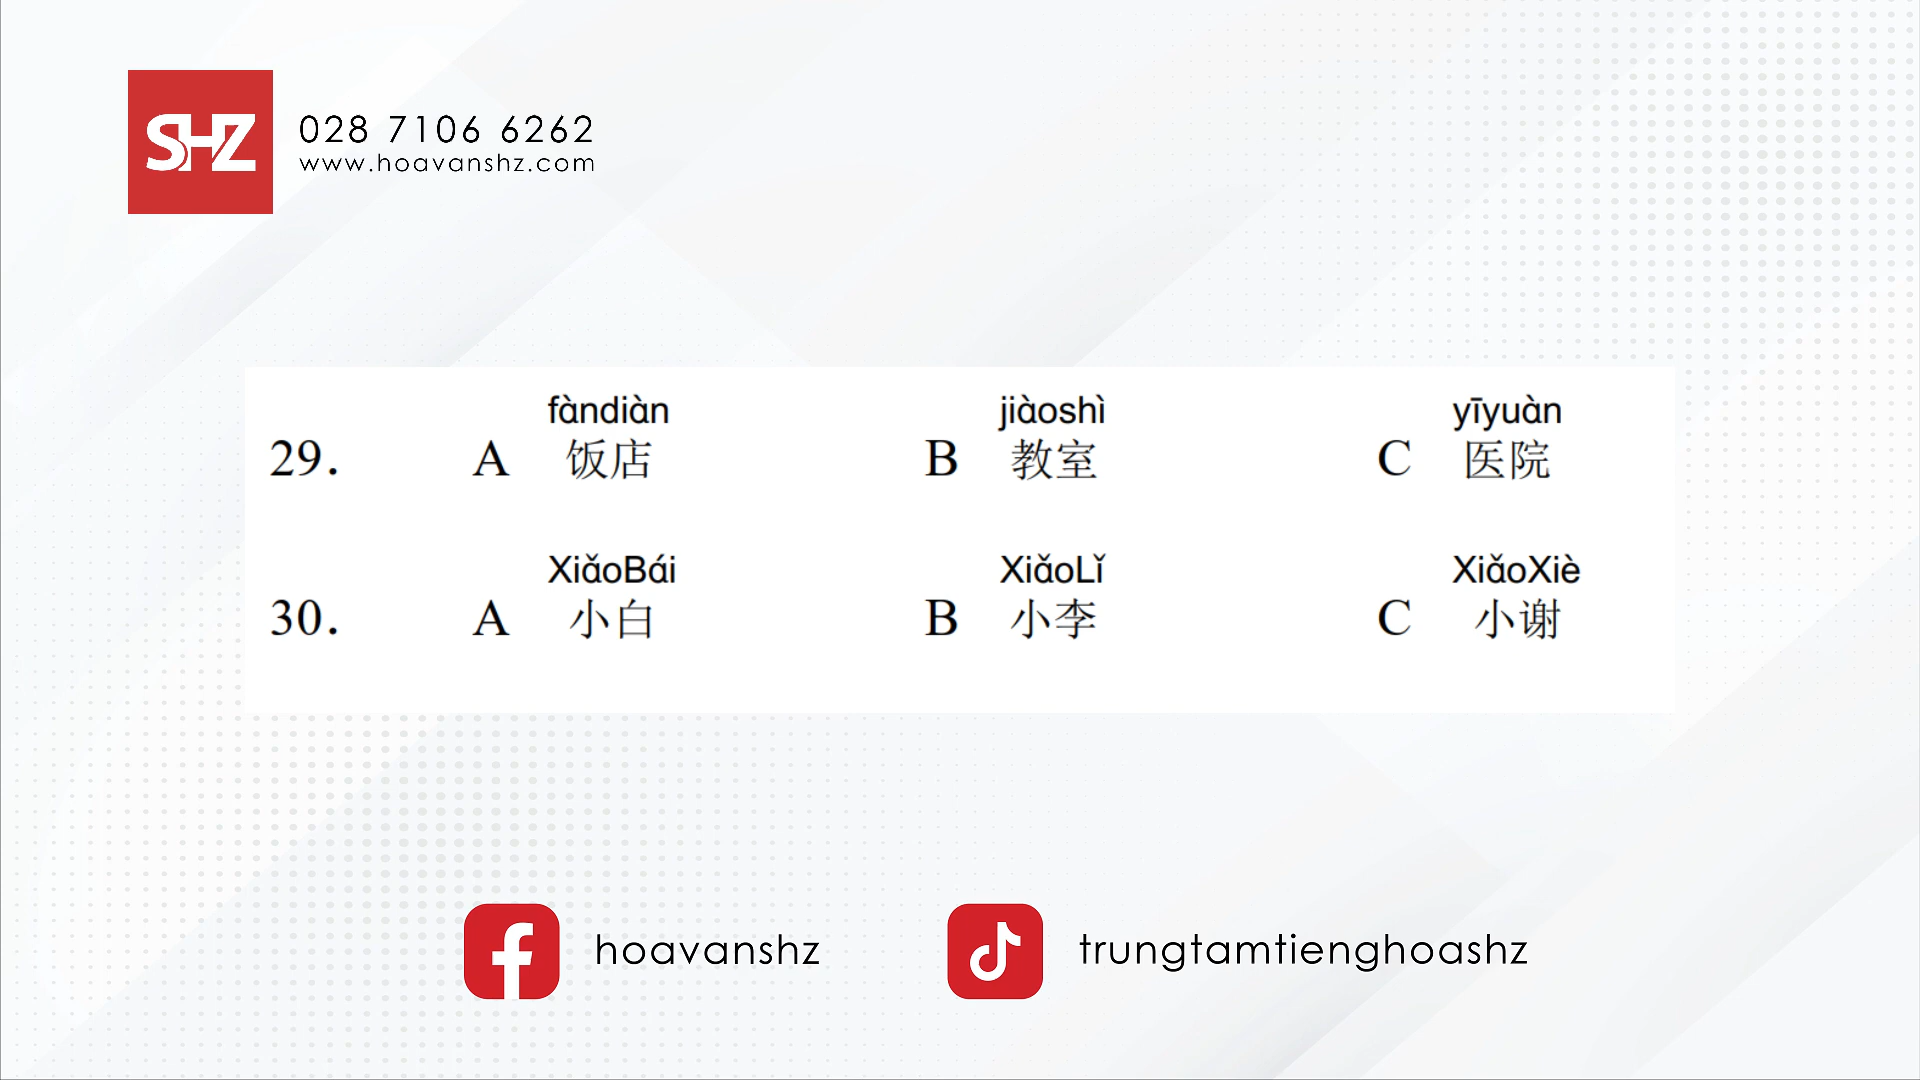 SHZ
028 7106 6262
www.hoavanshz.com
fàndiàn jiàoshì yīyuàn
29. A 饭店 B 教室 C 医院
XiǎoBái XiǎoLǐ XiǎoXiè
30. A 小白 B 小李 C 小谢
hoavanshz trungtamtienghoashz